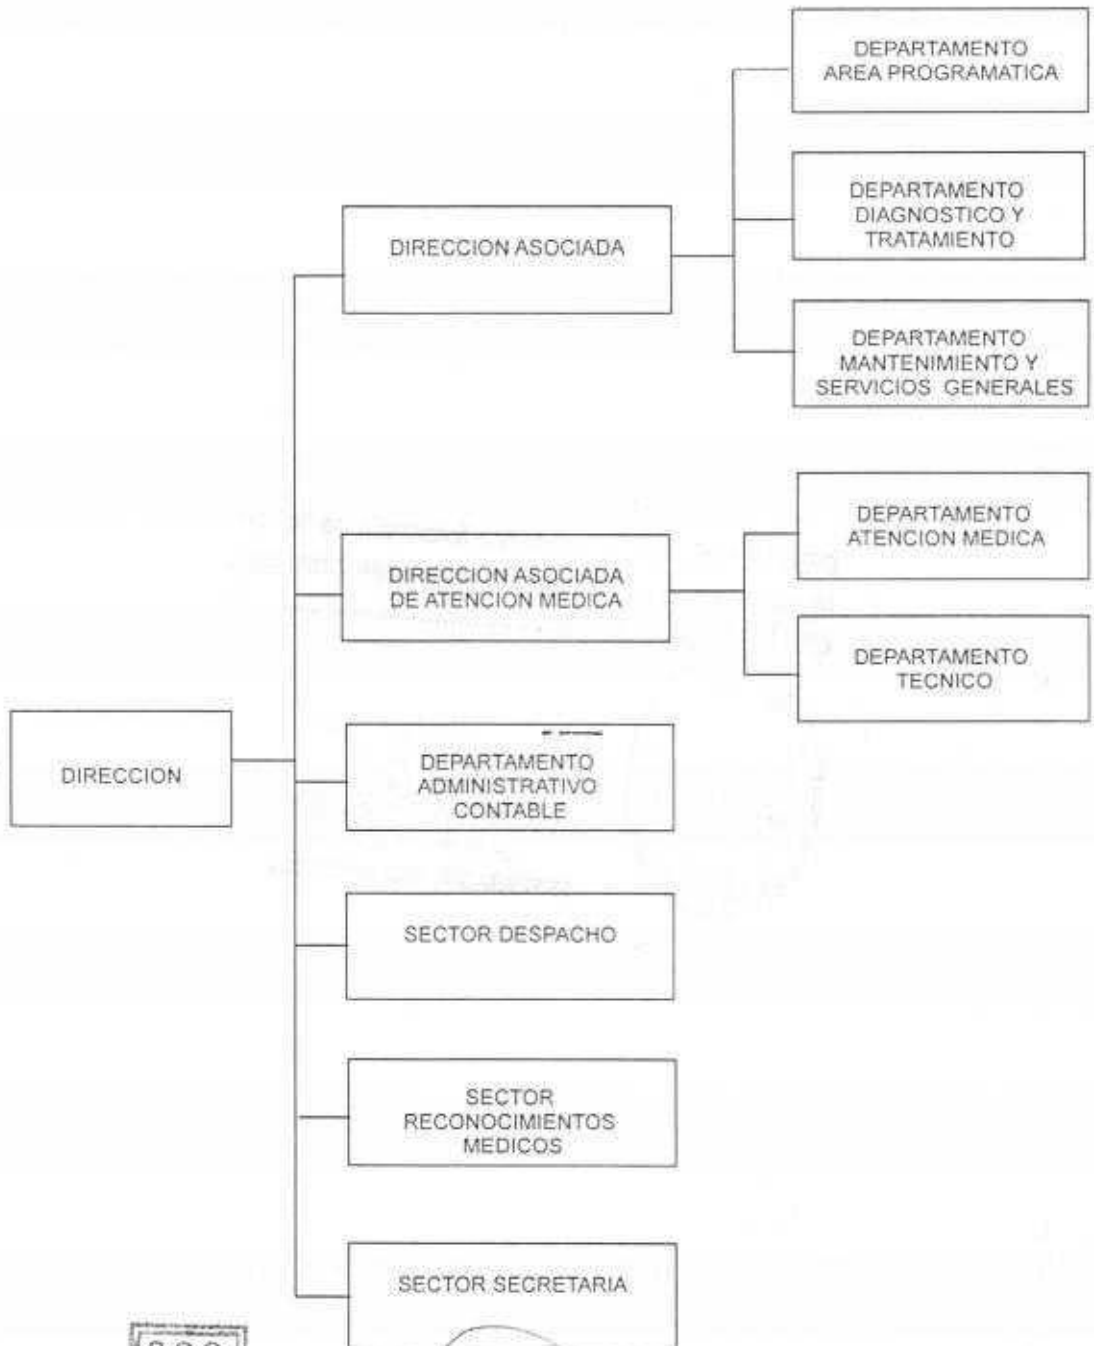 DEPARTAMENTO
AREA PROGRAMATICA
DEPARTAMENTO
DIAGNOSTICO Y
TRATAMIENTO
DIRECCION ASOCIADA
DEPARTAMENTO
MANTENIMIENTO Y
SERVICIOS GENERALES
DEPARTAMENTO
ATENCION MEDICA
DIRECCION ASOCIADA
DE ATENCION MEDICA
DEPARTAMENTO
TECNICO
DIRECCION
DEPARTAMENTO
ADMINISTRATIVO
CONTABLE
SECTOR DESPACHO
SECTOR
RECONOCIMIENTOS
MEDICOS
SECTOR SECRETARIA